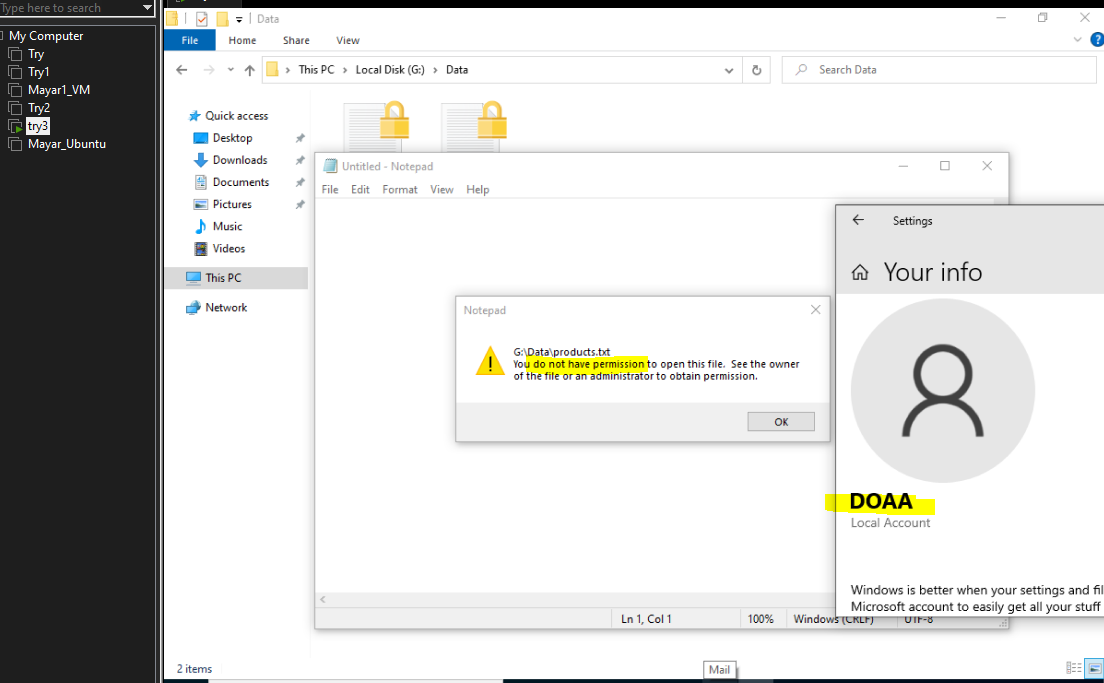 Type here to search
My Computer
Try
Try1
Mayar1_VM
Try2
try3
Mayar_Ubuntu
Data
File Home Share View
This PC Local Disk (G:) Data
Search Data
Quick access
Desktop
Downloads
Documents
Pictures
Music
Videos
This PC
Network
Untitled - Notepad
File Edit Format View Help
Notepad
G:\Data\products.txt
You do not have permission to open this file. See the owner
of the file or an administrator to obtain permission.
OK
Ln 1, Col 1 100% Windows (CRLF) UTF-8
Settings
Your info
DOAA
Local Account
Windows is better when your settings and fil
Microsoft account to easily get all your stuff
2 items
Mail